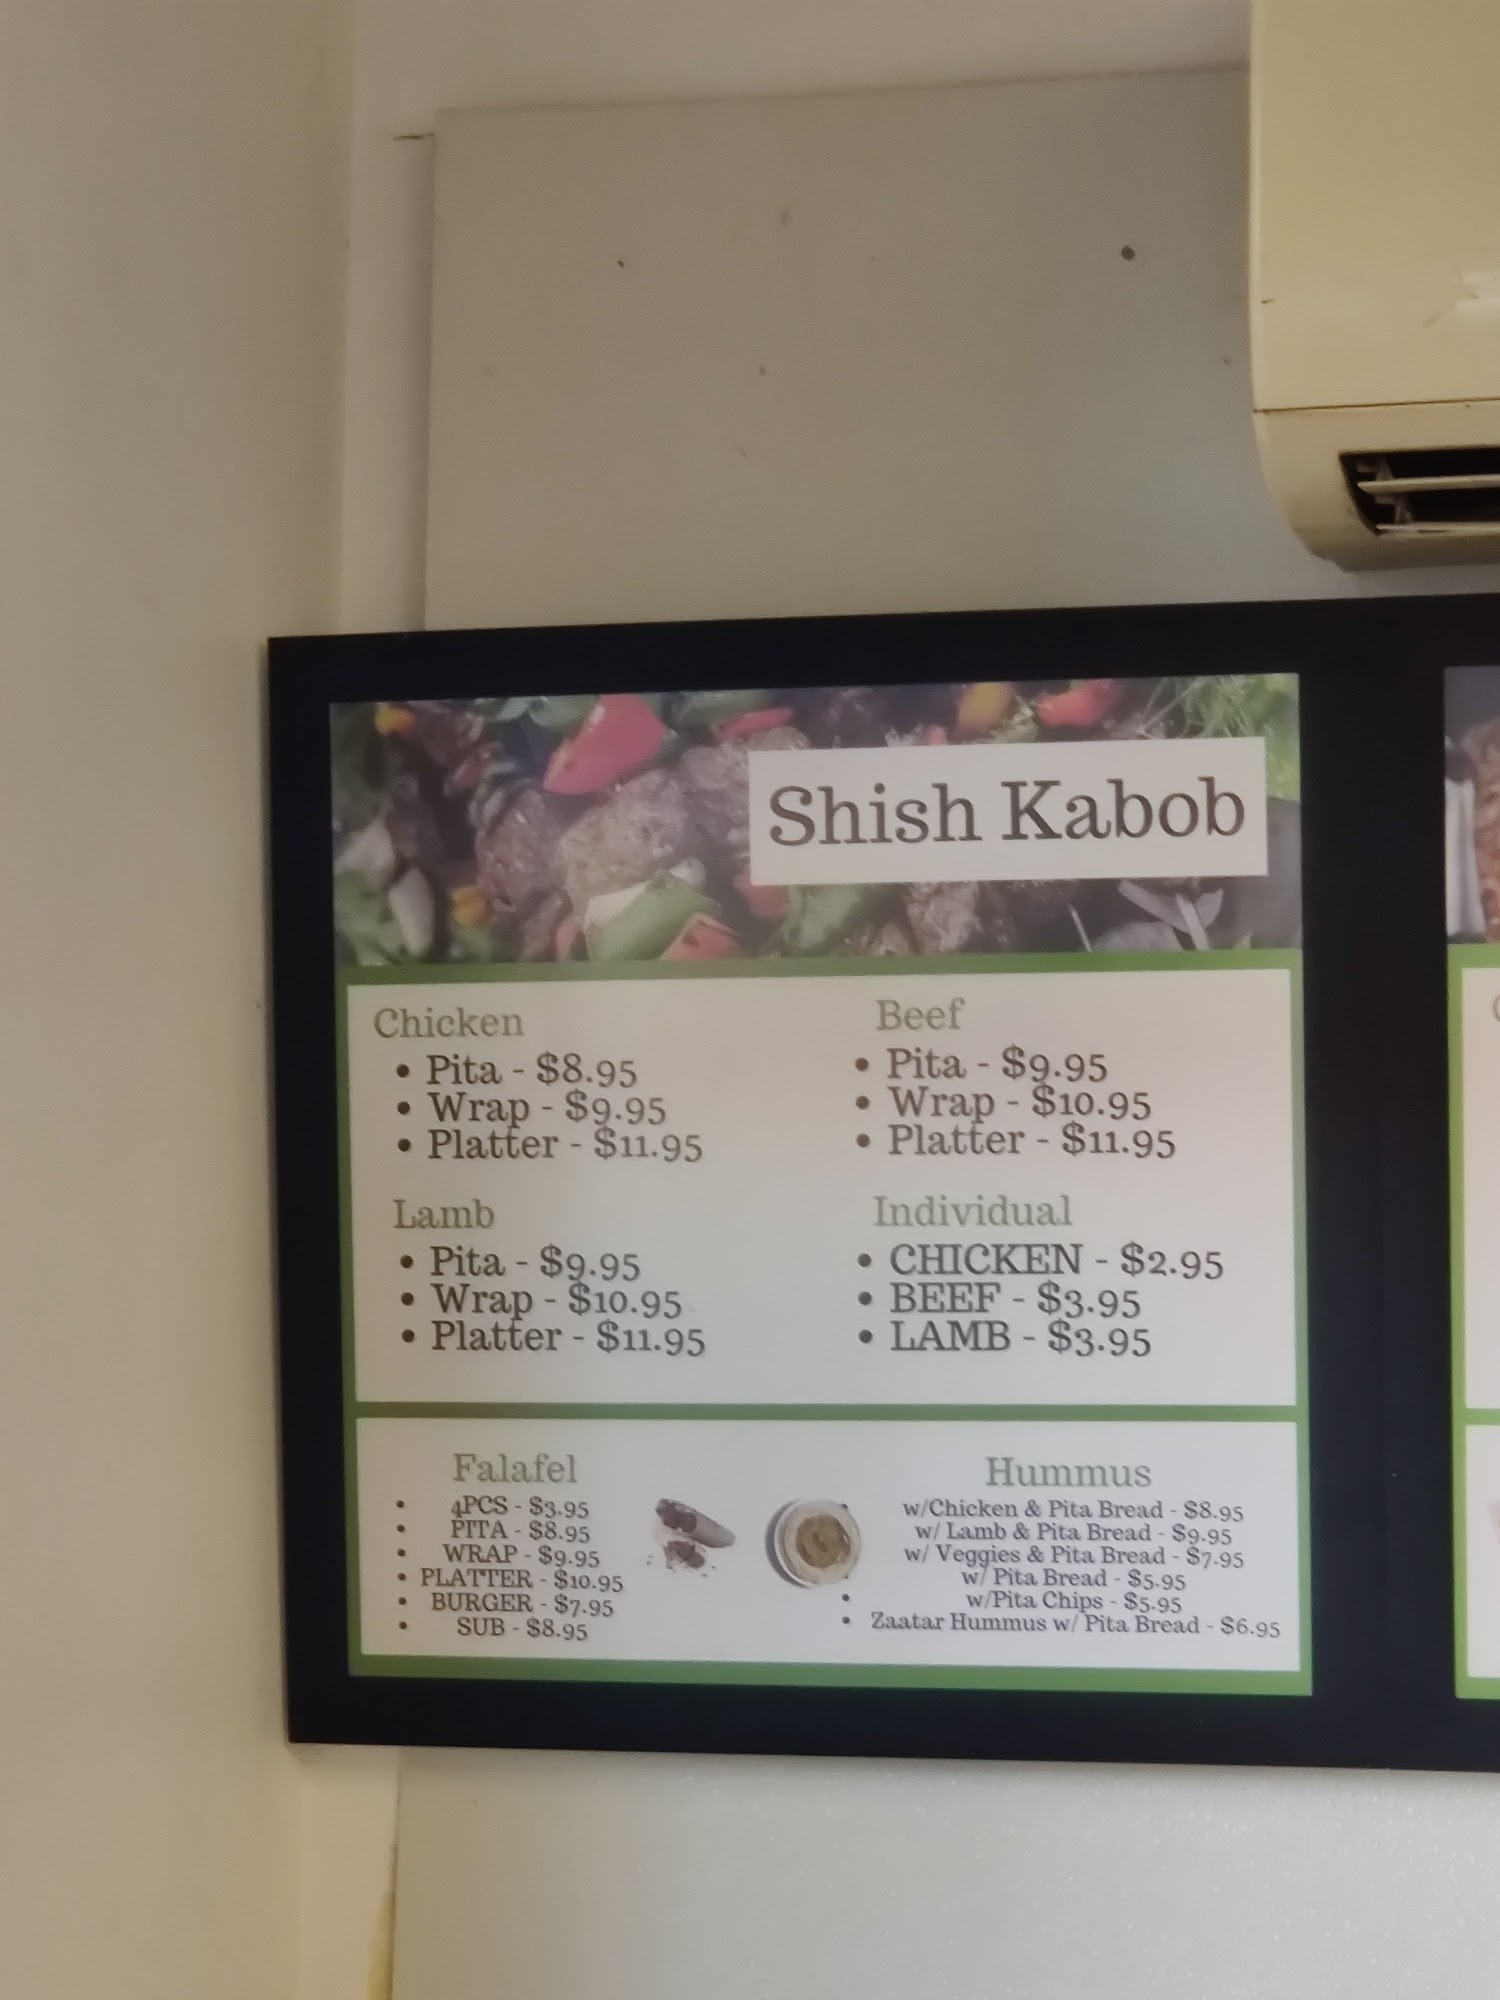 Shish Kabob
Chicken
• Pita - $8.95
• Wrap - $9.95
• Platter - $11.95
Beef
• Pita - $9.95
• Wrap - $10.95
• Platter - $11.95
Lamb
• Pita - $9.95
• Wrap - $10.95
• Platter - $11.95
Individual
• CHICKEN - $2.95
• BEEF - $3.95
• LAMB - $3.95
Falafel
• 4PCS - $3.95
• PITA - $8.95
• WRAP - $9.95
• PLATTER - $10.95
• BURGER - $7.95
• SUB - $8.95
Hummus
w/Chicken & Pita Bread - $8.95
w/ Lamb & Pita Bread - $9.95
w/ Veggies & Pita Bread - $7.95
w/ Pita Bread - $5.95
• w/Pita Chips - $5.95
• Zaatar Hummus w/ Pita Bread - $6.95